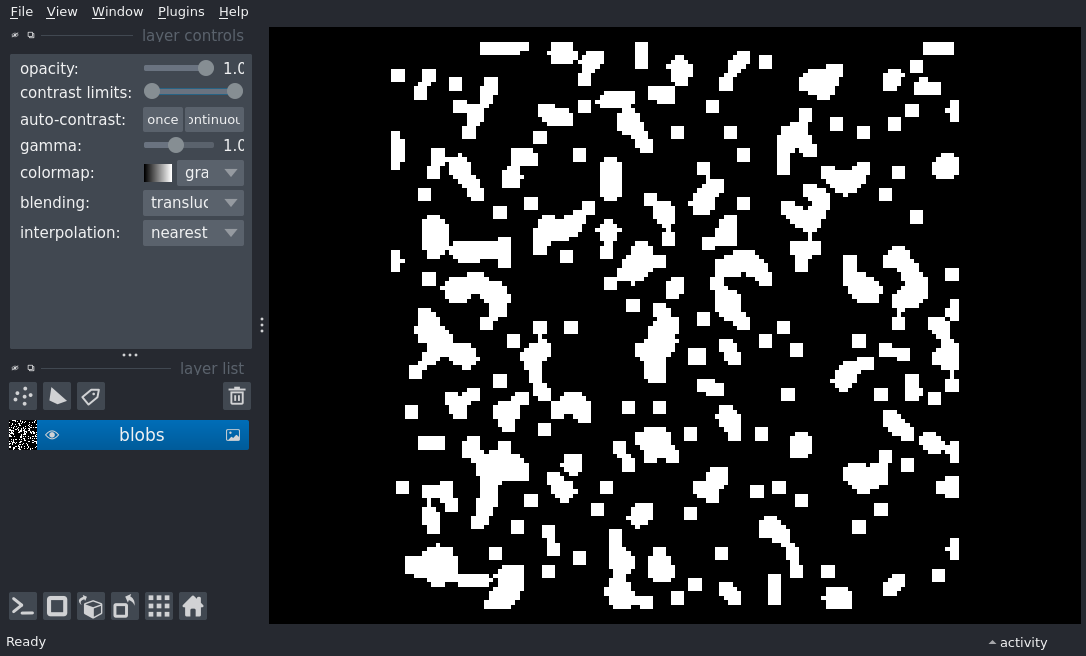 File View Window Plugins Help
layer controls
opacity: 1.0
contrast limits:
auto-contrast: once ontinuou
gamma: 1.0
colormap: gra
blending: transluc
interpolation: nearest
layer list
blobs
Ready
activity